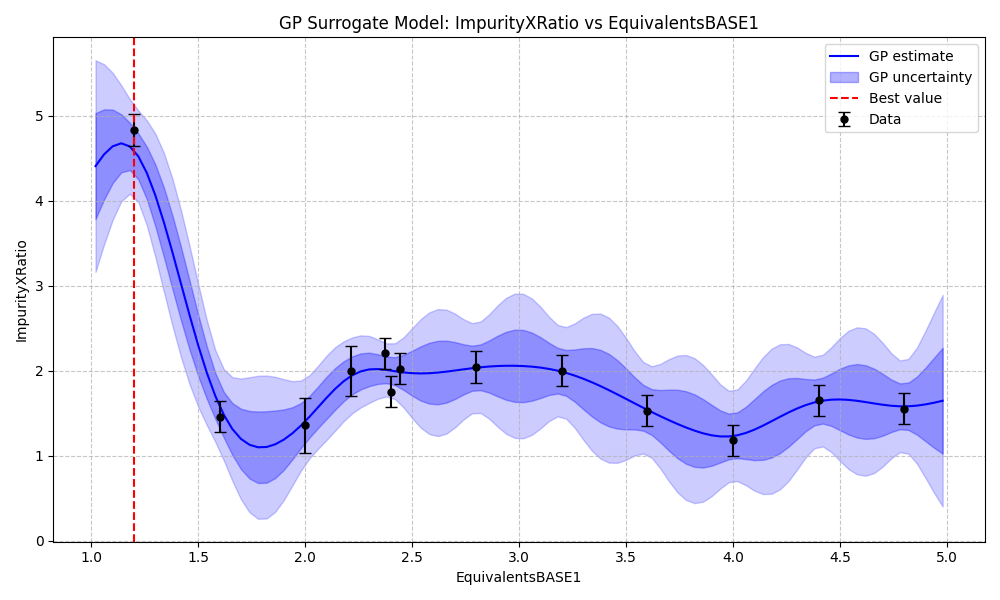 GP Surrogate Model: ImpurityXRatio vs EquivalentsBASE1
GP estimate
GP uncertainty
Best value
Data
ImpurityXRatio
5
4
3
2
1
0
1.0 1.5 2.0 2.5 3.0 3.5 4.0 4.5 5.0
EquivalentsBASE1